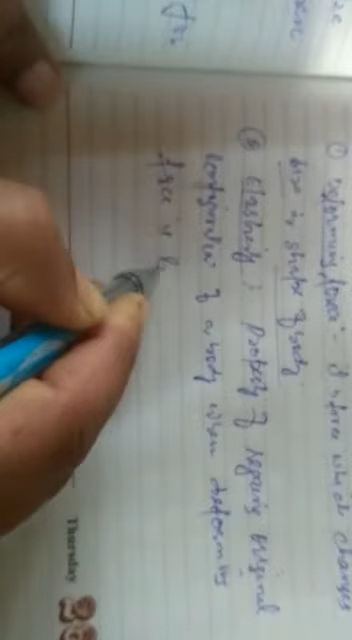 ① Deforming force - A force which changes
size & shape of body
② Elasticity : Property of regaining original
configuration of a body when deforming
force is
Thursday